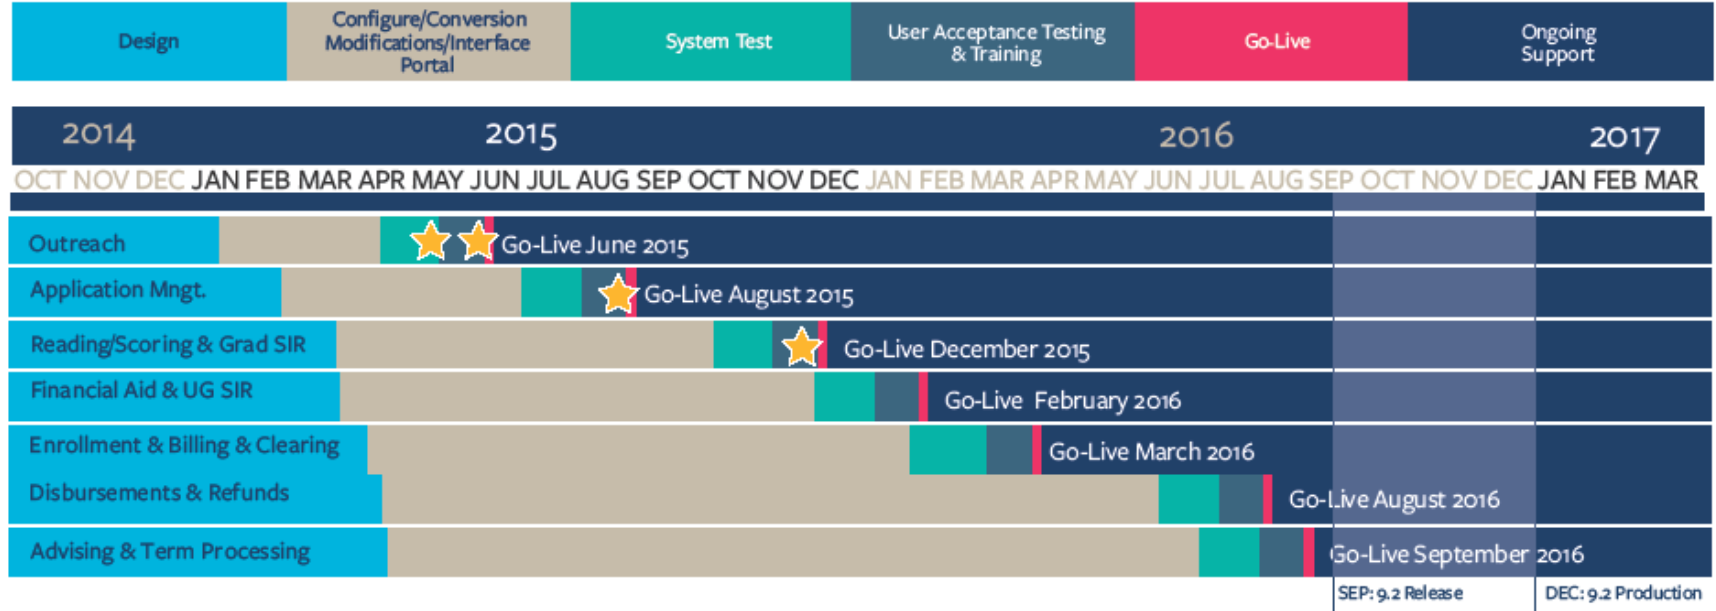 Design
Configure/Conversion
Modifications/Interface
Portal
System Test
User Acceptance Testing
& Training
Go-Live
Ongoing
Support
2014 2015 2016 2017
OCT NOV DEC JAN FEB MAR APR MAY JUN JUL AUG SEP OCT NOV DEC JAN FEB MAR APR MAY JUN JUL AUG SEP OCT NOV DEC JAN FEB MAR
Outreach Go-Live June 2015
Application Mngt. Go-Live August 2015
Reading/Scoring & Grad SIR Go-Live December 2015
Financial Aid & UG SIR Go-Live February 2016
Enrollment & Billing & Clearing Go-Live March 2016
Disbursements & Refunds Go-Live August 2016
Advising & Term Processing Go-Live September 2016
SEP: 9.2 Release DEC: 9.2 Production